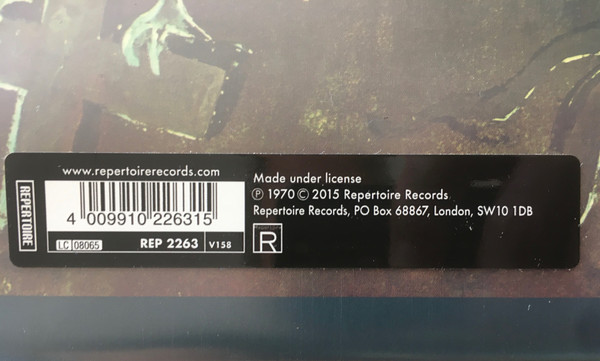 www.repertoirerecords.com
REPERTOIRE
4 009910 226315
LC 08065
REP 2263
V158
Made under license
℗ 1970 © 2015 Repertoire Records
Repertoire Records, PO Box 68867, London, SW10 1DB
R